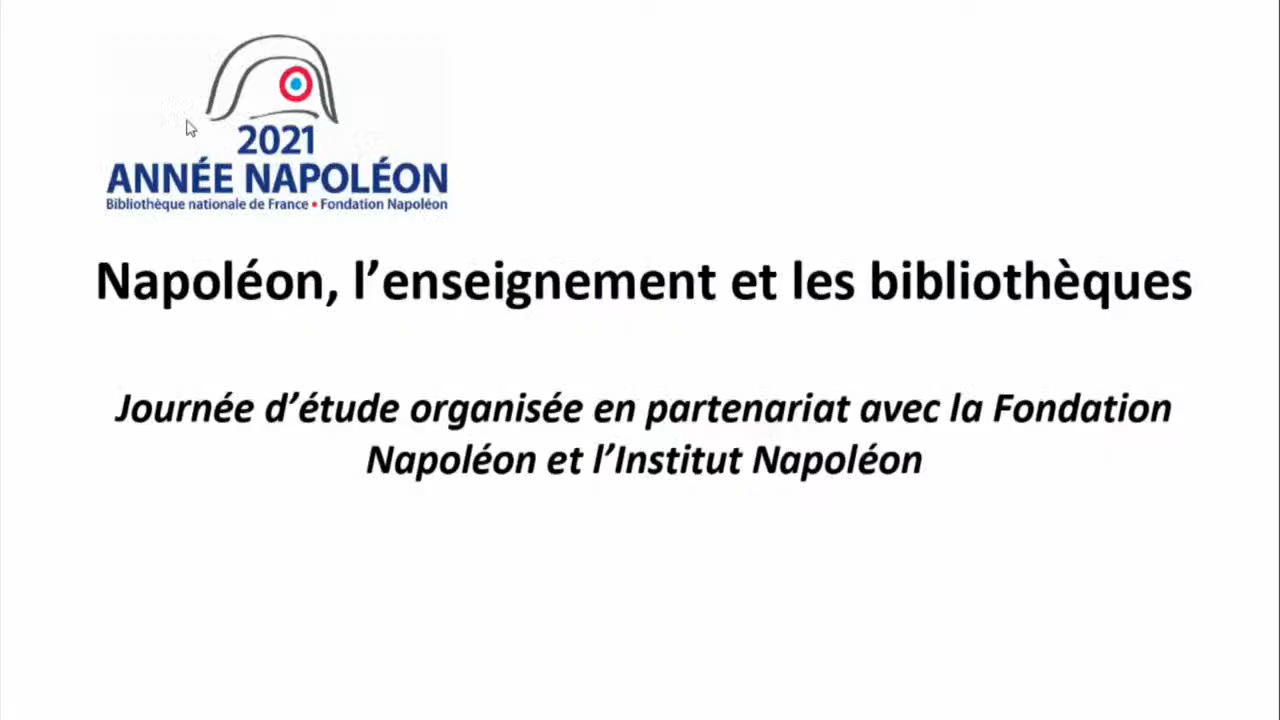 2021
ANNÉE NAPOLÉON
Bibliothèque nationale de France • Fondation Napoléon
Napoléon, l’enseignement et les bibliothèques
Journée d’étude organisée en partenariat avec la Fondation
Napoléon et l’Institut Napoléon